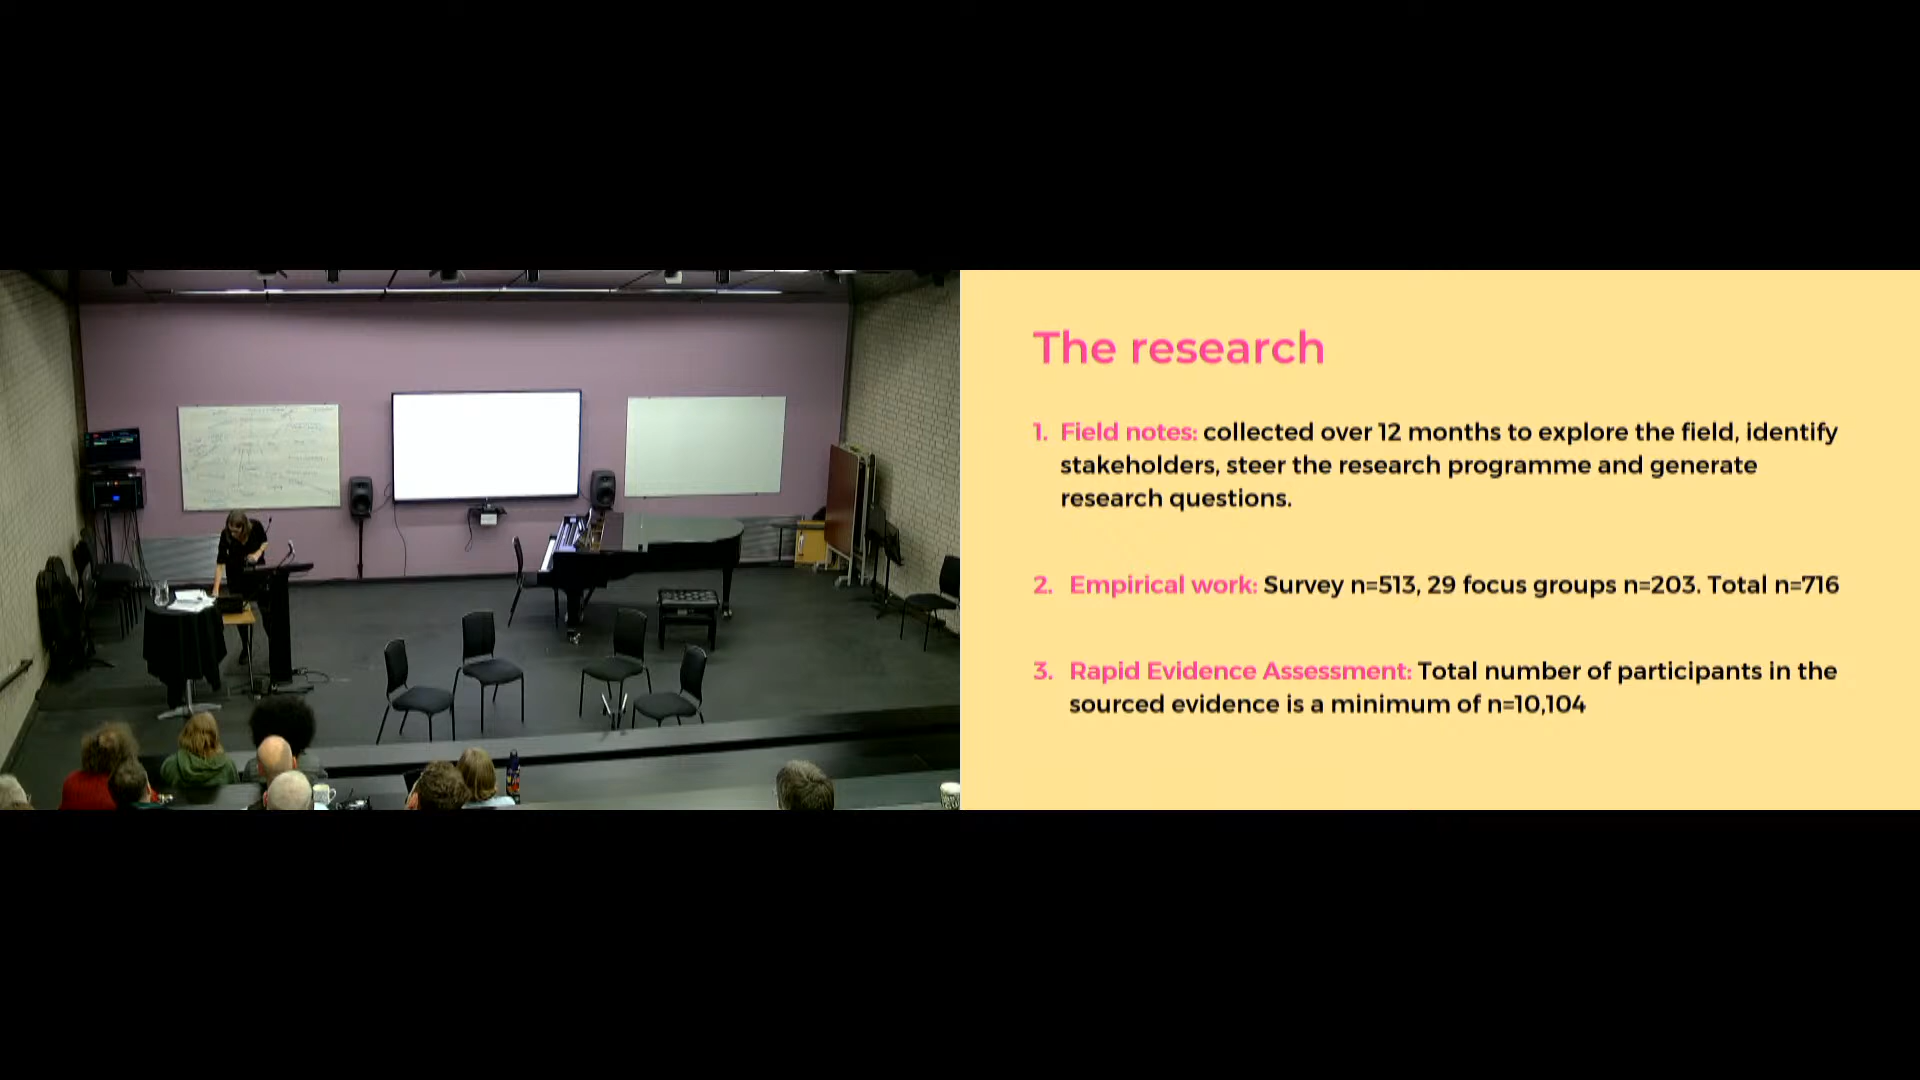 The research
1. Field notes: collected over 12 months to explore the field, identify
stakeholders, steer the research programme and generate
research questions.
2. Empirical work: Survey n=513, 29 focus groups n=203. Total n=716
3. Rapid Evidence Assessment: Total number of participants in the
sourced evidence is a minimum of n=10,104